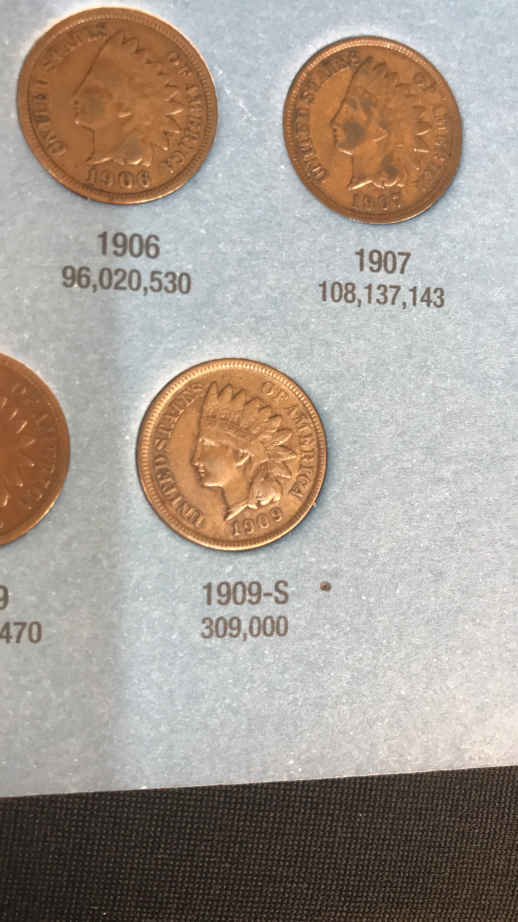 UNITED STATES OF AMERICA
1906
UNITED STATES OF AMERICA
1907
1906
96,020,530
1907
108,137,143
UNITED STATES OF AMERICA
1909
9
470
1909-S
309,000